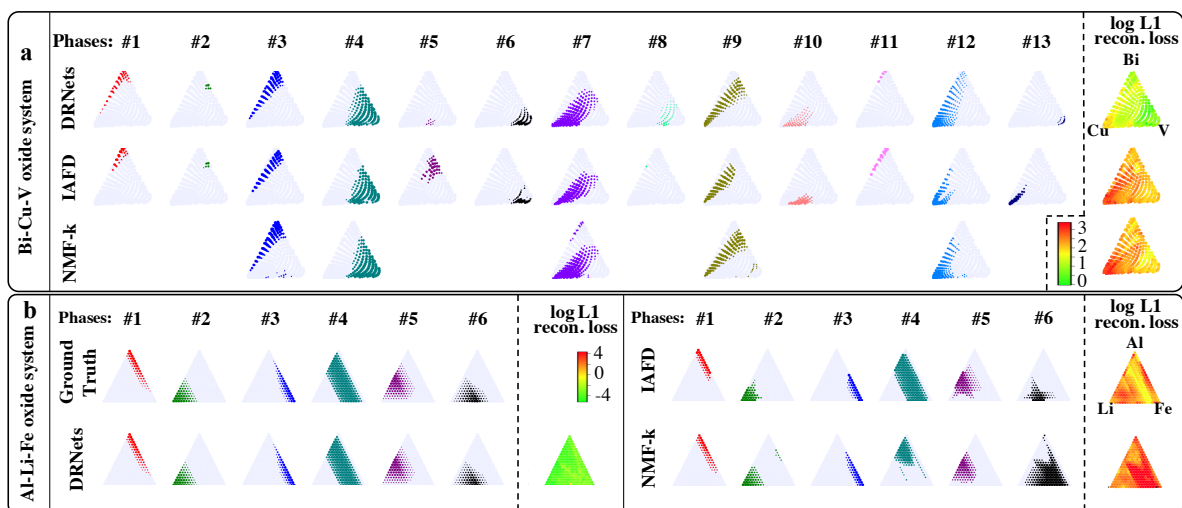 a
Bi-Cu-V oxide system
Phases: #1 #2 #3 #4 #5 #6 #7 #8 #9 #10 #11 #12 #13
log L1
recon. loss
DRNets
Bi
Cu V
IAFD
NMF-k
3
2
1
0
b
Al-Li-Fe oxide system
Phases: #1 #2 #3 #4 #5 #6
log L1
recon. loss
Ground
Truth
4
0
-4
DRNets
Phases: #1 #2 #3 #4 #5 #6
log L1
recon. loss
IAFD
Al
Li Fe
NMF-k